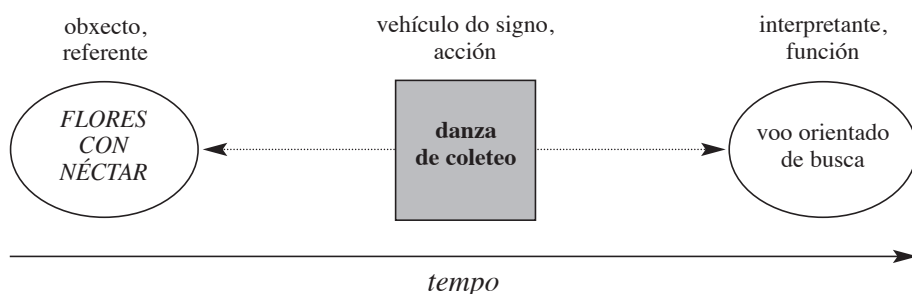 obxecto,
referente
vehículo do signo,
acción
interpretante,
función
FLORES
CON
NÉCTAR
danza
de coleteo
voo orientado
de busca
tempo